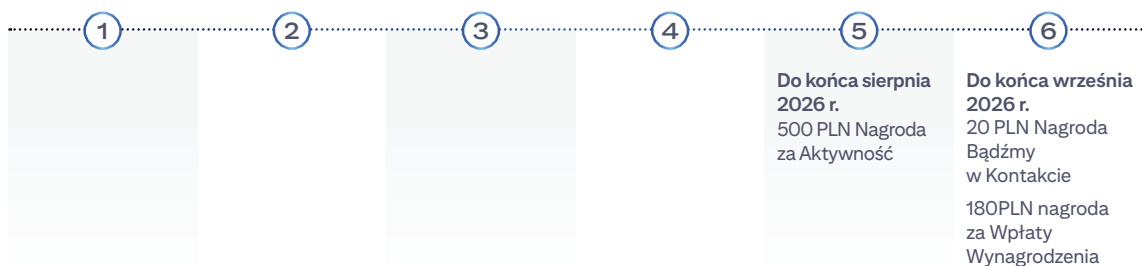 1 2 3 4 5 6
Do końca sierpnia
2026 r.
500 PLN Nagroda
za Aktywność
Do końca września
2026 r.
20 PLN Nagroda
Bądźmy
w Kontakcie
180PLN nagroda
za Wpłaty
Wynagrodzenia